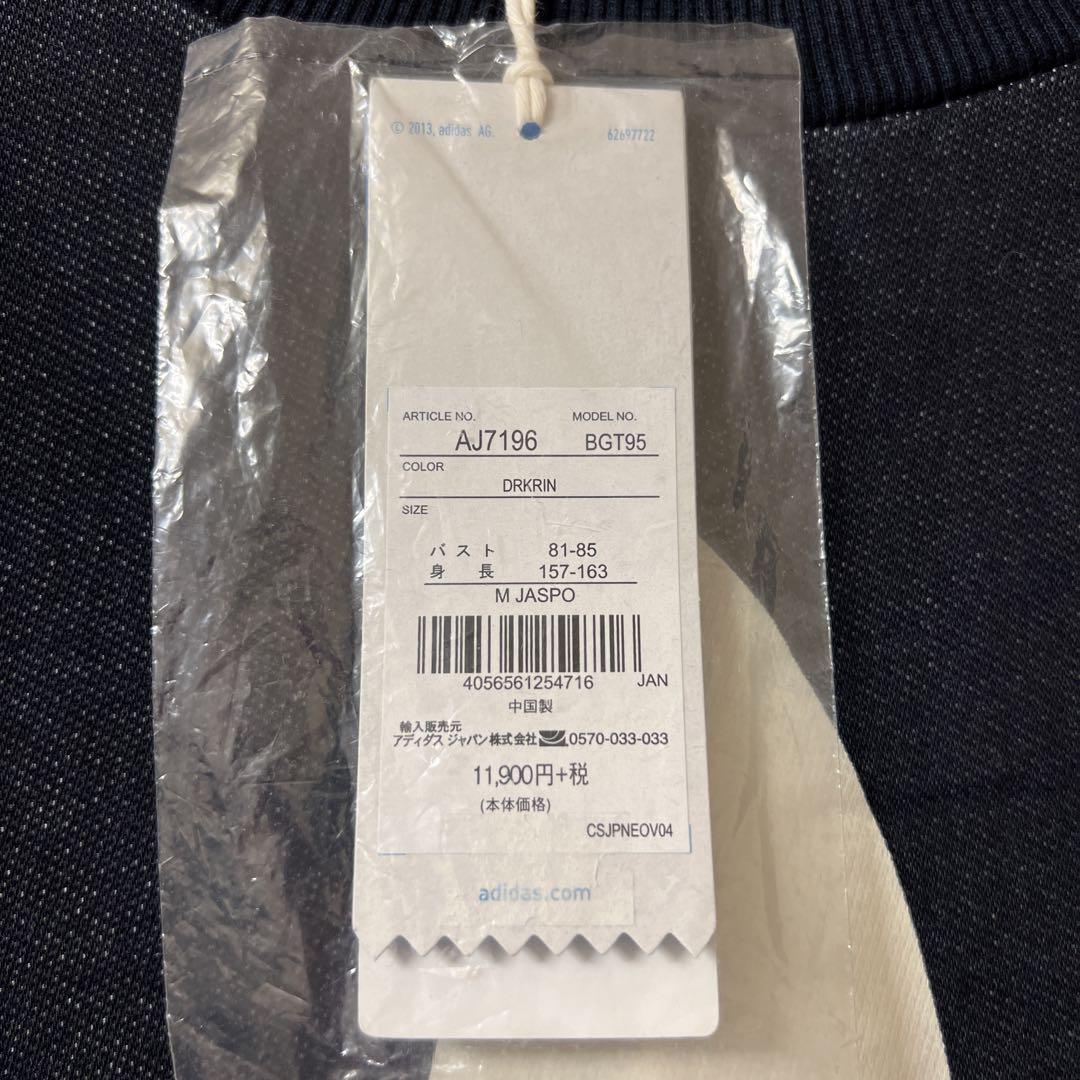 © 2013, adidas AG. 62697722
ARTICLE NO. MODEL NO.
AJ7196 BGT95
COLOR
DRKRIN
SIZE
バスト 81-85
身長 157-163
M JASPO
4056561254716 JAN
中国製
輸入販売元
アディダス ジャパン株式会社 0570-033-033
11,900円+税
(本体価格)
CSJPNEOV04
adidas.com